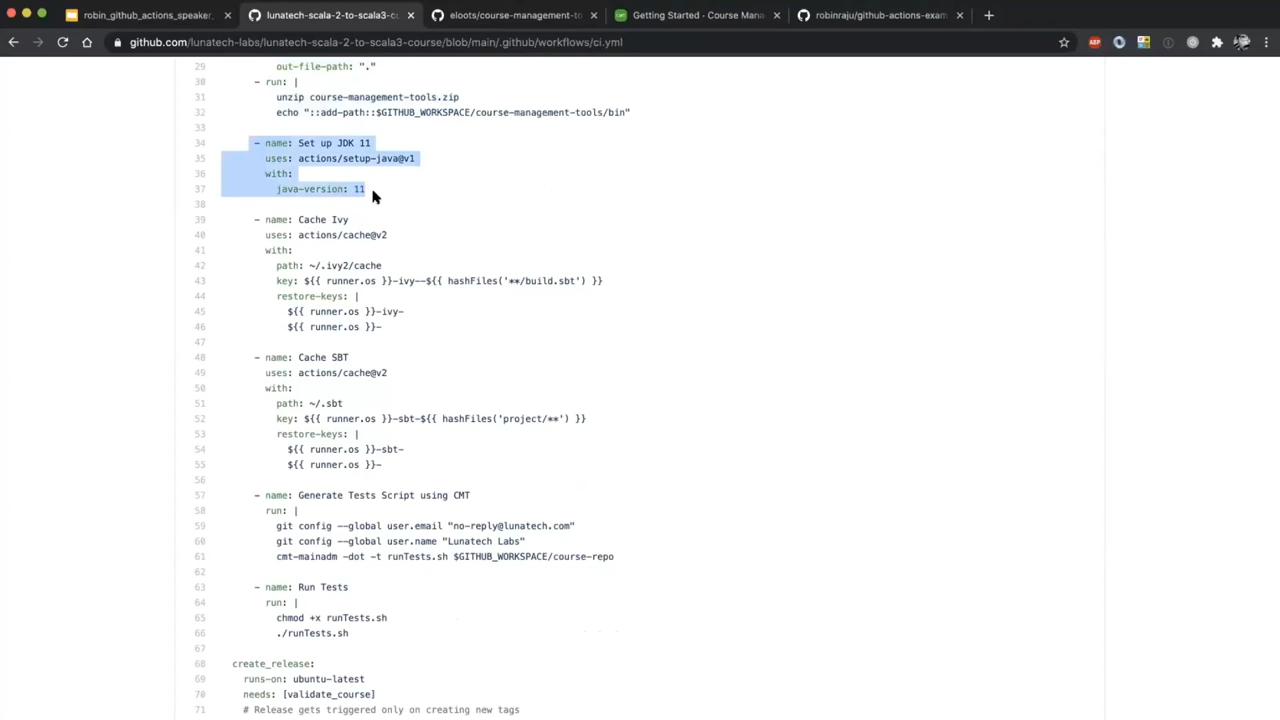 robin_github_actions_speaker_
lunatech-scala-2-to-scala3-co
eloots/course-management-to
Getting Started - Course Mana
robinraju/github-actions-exam
github.com/lunatech-labs/lunatech-scala-2-to-scala3-course/blob/main/.github/workflows/ci.yml
29 out-file-path: "."
30 - run: |
31 unzip course-management-tools.zip
32 echo "::add-path::$GITHUB_WORKSPACE/course-management-tools/bin"
33
34 - name: Set up JDK 11
35 uses: actions/setup-java@v1
36 with:
37 java-version: 11
38
39 - name: Cache Ivy
40 uses: actions/cache@v2
41 with:
42 path: ~/.ivy2/cache
43 key: ${{ runner.os }}-ivy--${{ hashFiles('**/build.sbt') }}
44 restore-keys: |
45 ${{ runner.os }}-ivy-
46 ${{ runner.os }}-
47
48 - name: Cache SBT
49 uses: actions/cache@v2
50 with:
51 path: ~/.sbt
52 key: ${{ runner.os }}-sbt-${{ hashFiles('project/**') }}
53 restore-keys: |
54 ${{ runner.os }}-sbt-
55 ${{ runner.os }}-
56
57 - name: Generate Tests Script using CMT
58 run: |
59 git config --global user.email "no-reply@lunatech.com"
60 git config --global user.name "Lunatech Labs"
61 cmt-mainadm -dot -t runTests.sh $GITHUB_WORKSPACE/course-repo
62
63 - name: Run Tests
64 run: |
65 chmod +x runTests.sh
66 ./runTests.sh
67
68 create_release:
69 runs-on: ubuntu-latest
70 needs: [validate_course]
71 # Release gets triggered only on creating new tags